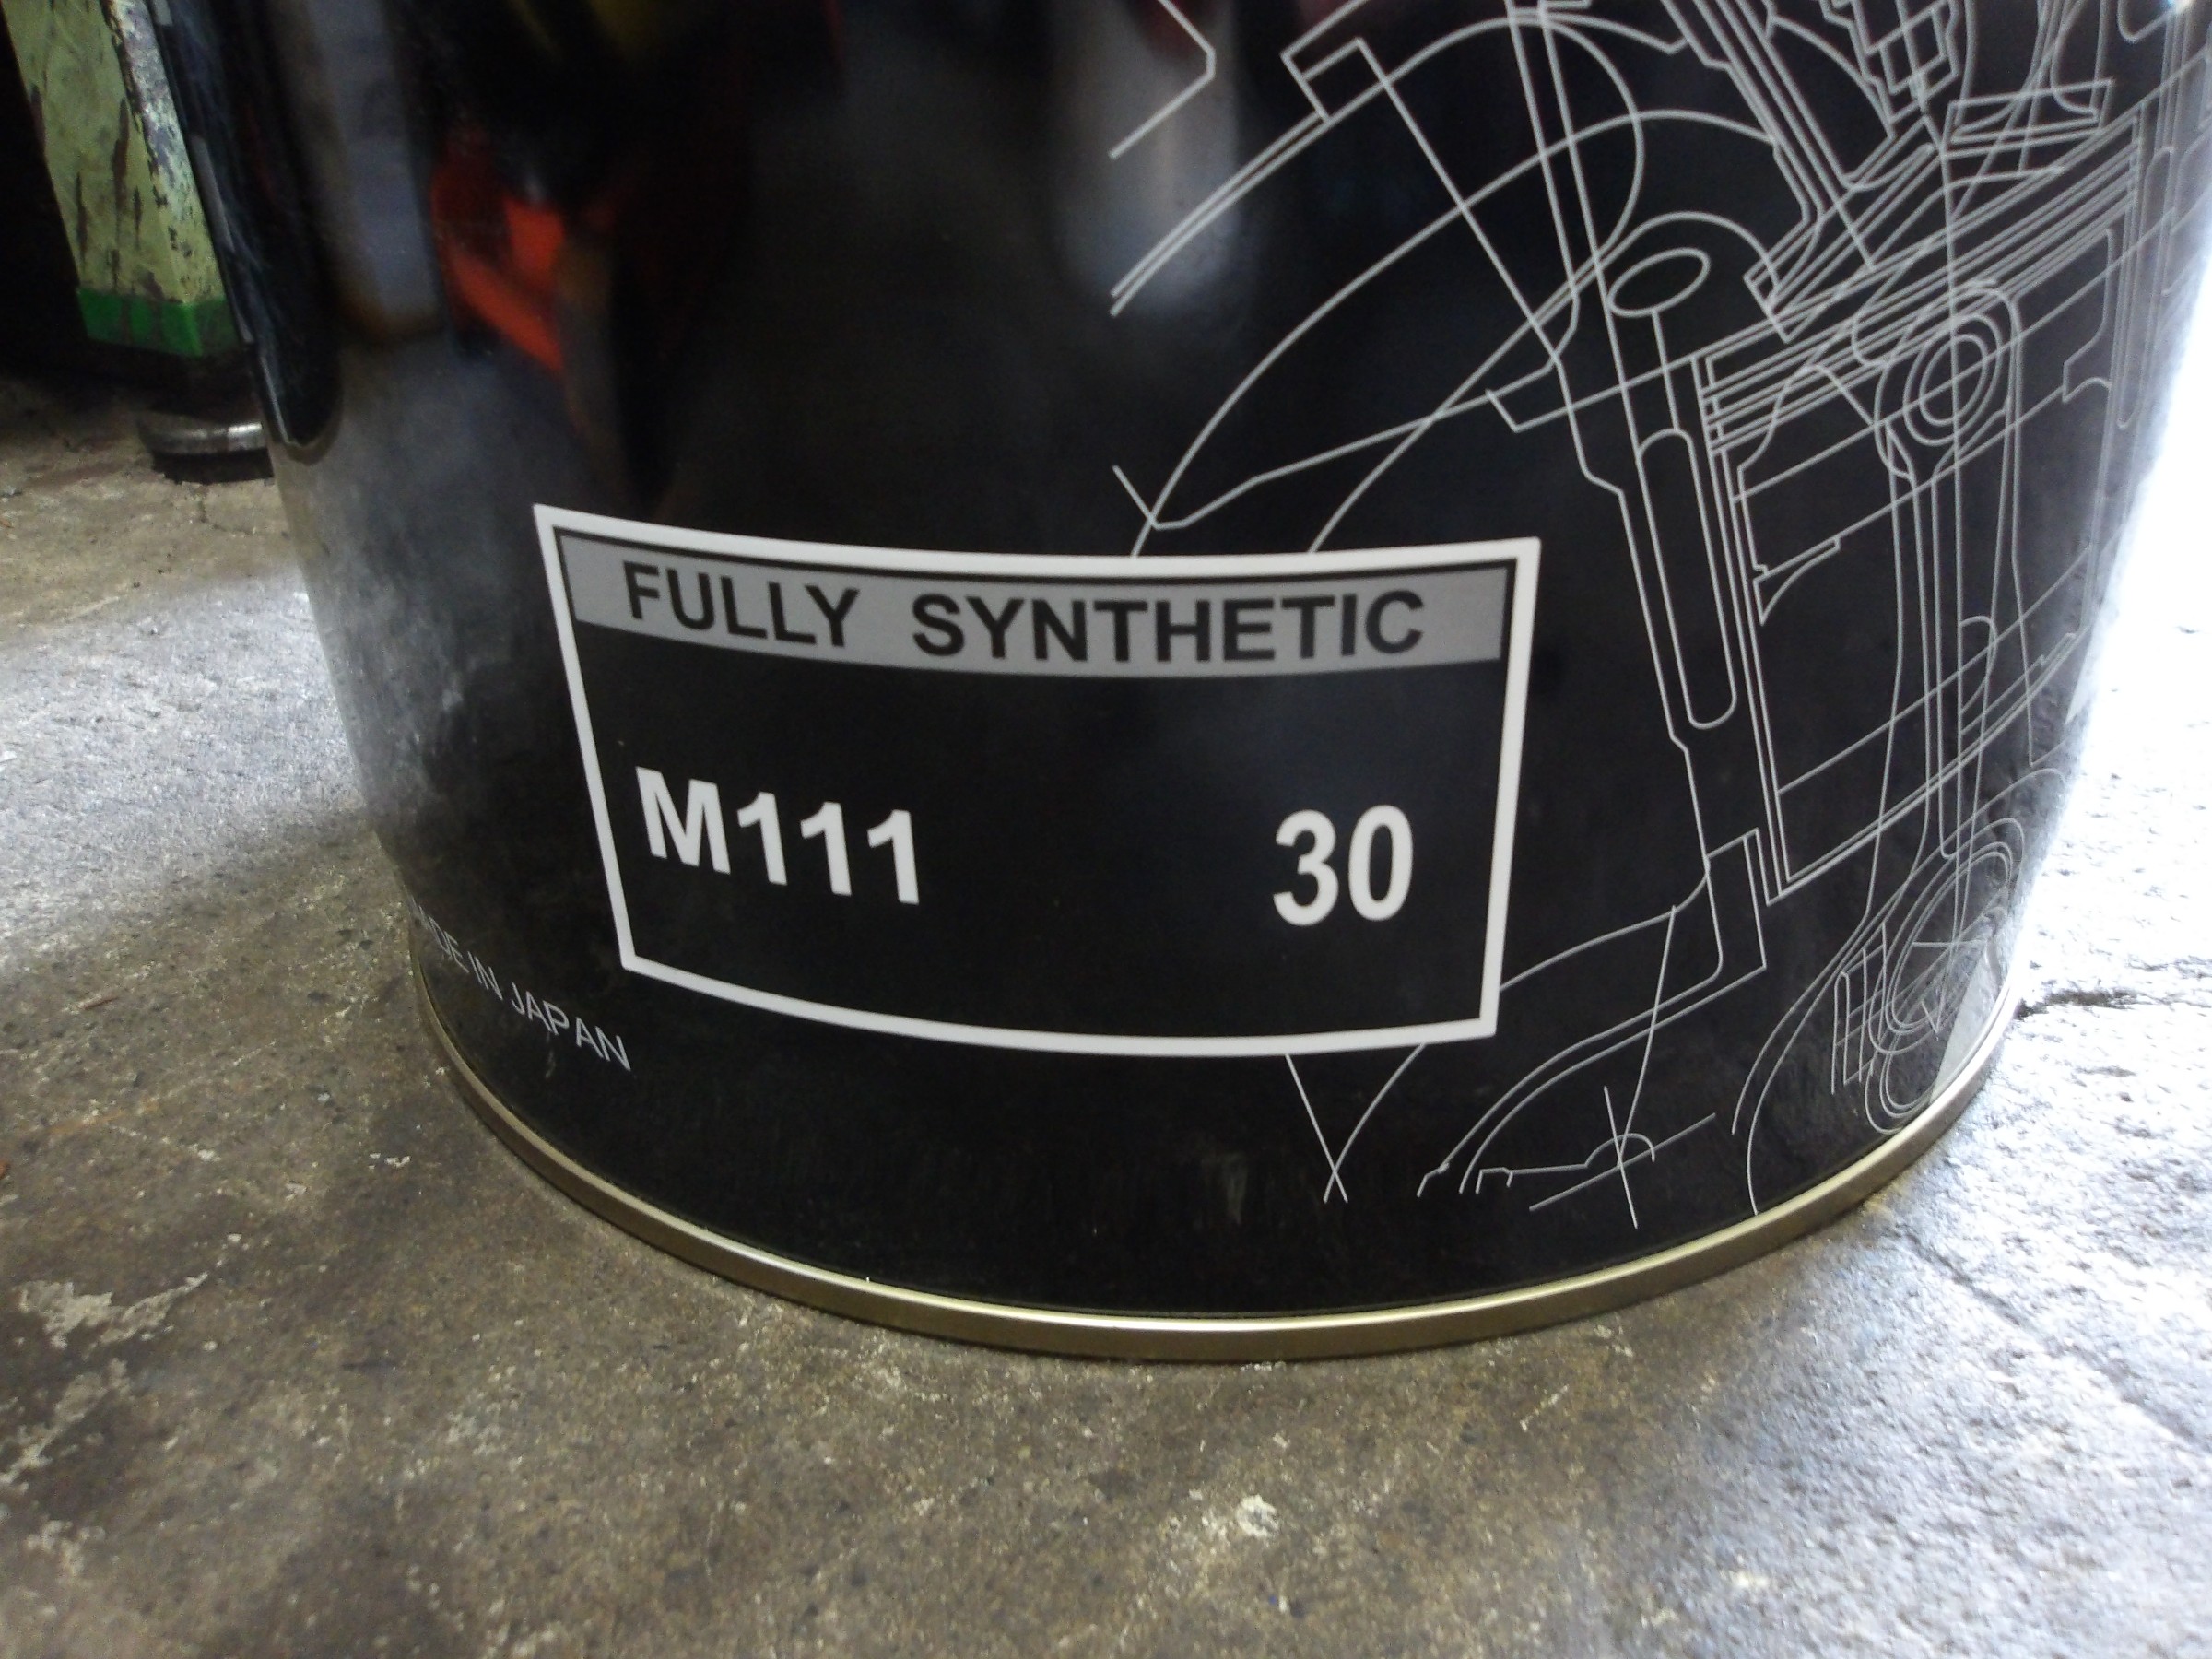 FULLY SYNTHETIC
M111 30
MADE IN JAPAN